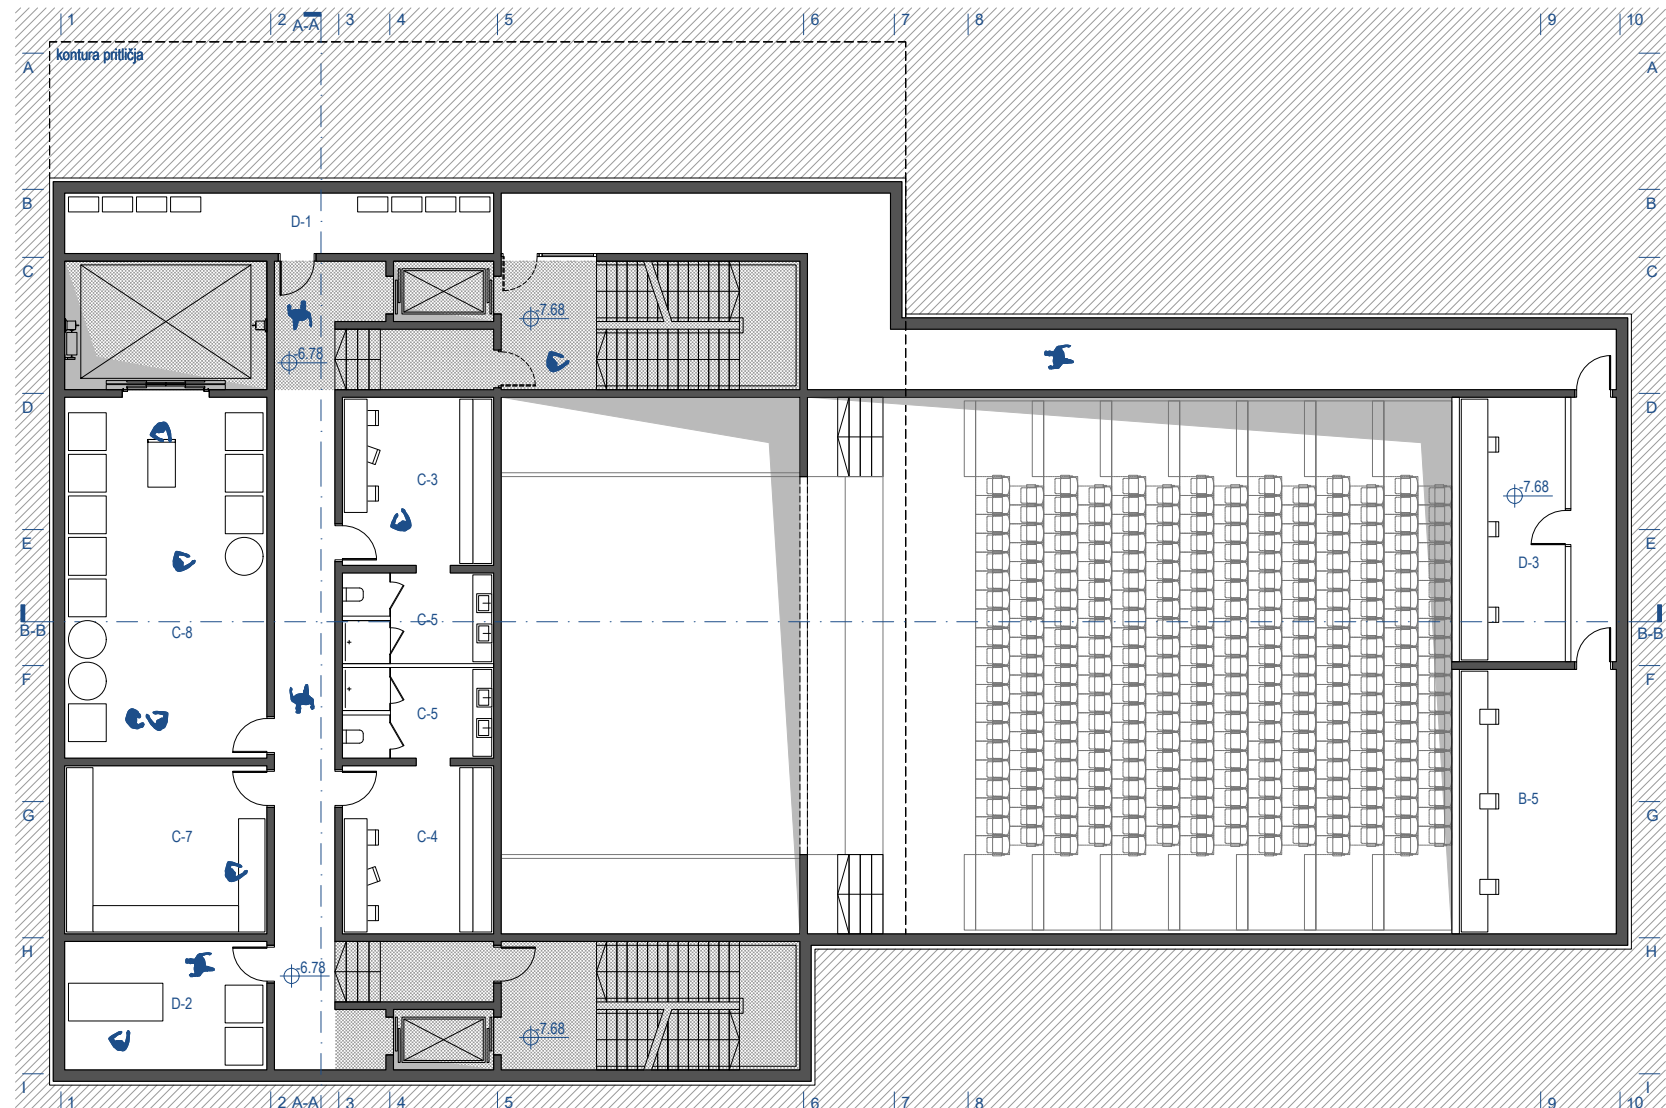 1 2 A-A 3 4 5 6 7 8 9 10
kontura pritličja
A A
B B
D-1
C C
-7.68
-6.78
D D
C-3
-7.68
E E
D-3
C-5
B-B B-B
C-8
F F
C-5
B-5
G G
C-7 C-4
H H
-6.78
D-2
-7.68
I I
1 2 A-A 3 4 5 6 7 8 9 10